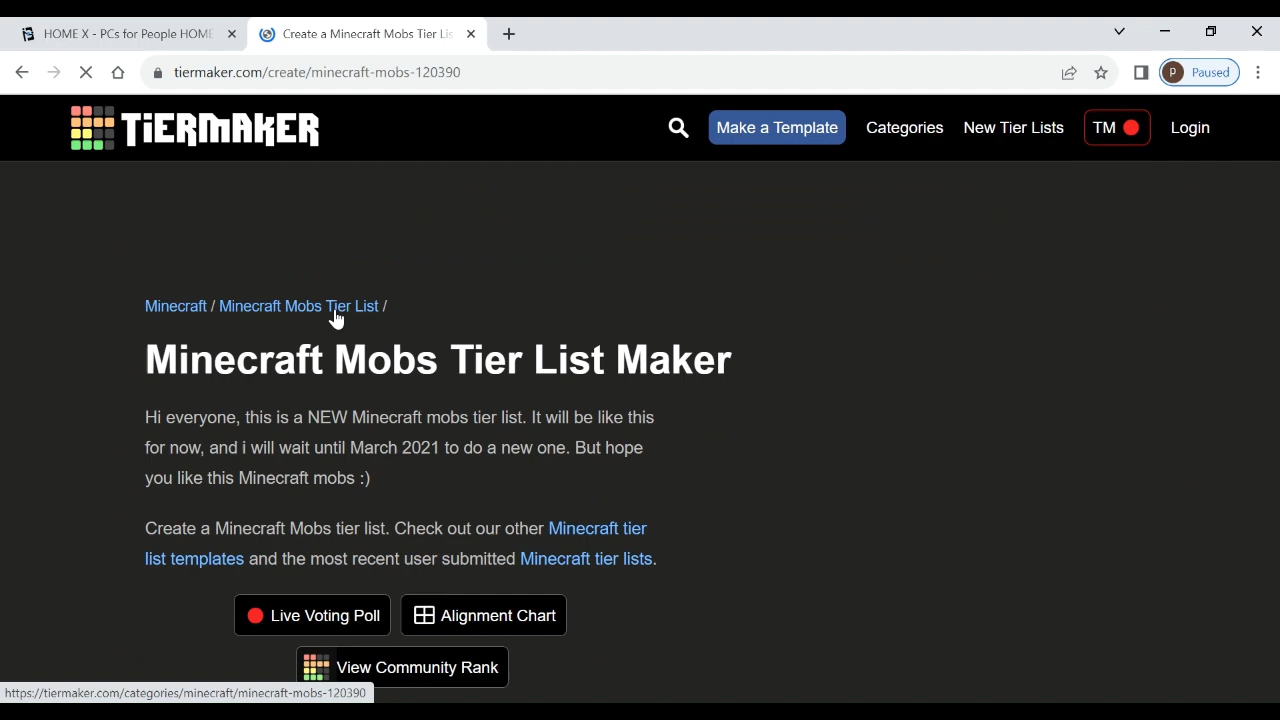 HOME X - PCs for People HOME
Create a Minecraft Mobs Tier Lis
tiermaker.com/create/minecraft-mobs-120390
P Paused
TiERMAKER
Make a Template
Categories
New Tier Lists
TM
Login
Minecraft / Minecraft Mobs Tier List /
Minecraft Mobs Tier List Maker
Hi everyone, this is a NEW Minecraft mobs tier list. It will be like this
for now, and i will wait until March 2021 to do a new one. But hope
you like this Minecraft mobs :)
Create a Minecraft Mobs tier list. Check out our other Minecraft tier
list templates and the most recent user submitted Minecraft tier lists.
Live Voting Poll
Alignment Chart
View Community Rank
https://tiermaker.com/categories/minecraft/minecraft-mobs-120390